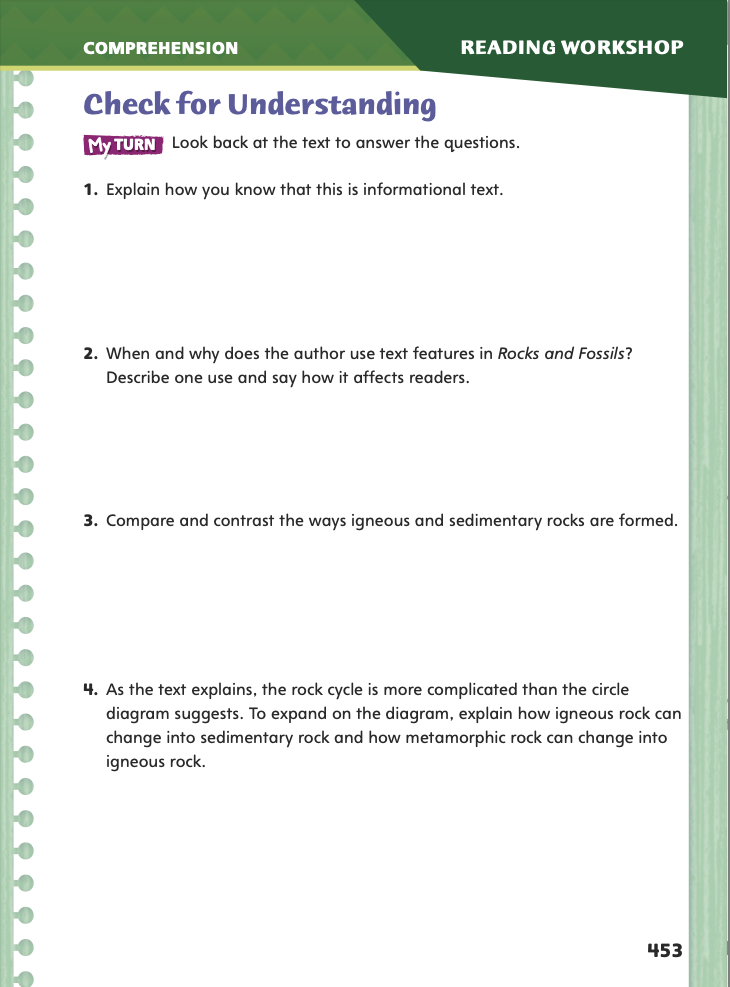 COMPREHENSION
READING WORKSHOP
Check for Understanding
My TURN Look back at the text to answer the questions.
1. Explain how you know that this is informational text.
2. When and why does the author use text features in Rocks and Fossils?
Describe one use and say how it affects readers.
3. Compare and contrast the ways igneous and sedimentary rocks are formed.
4. As the text explains, the rock cycle is more complicated than the circle
diagram suggests. To expand on the diagram, explain how igneous rock can
change into sedimentary rock and how metamorphic rock can change into
igneous rock.
453